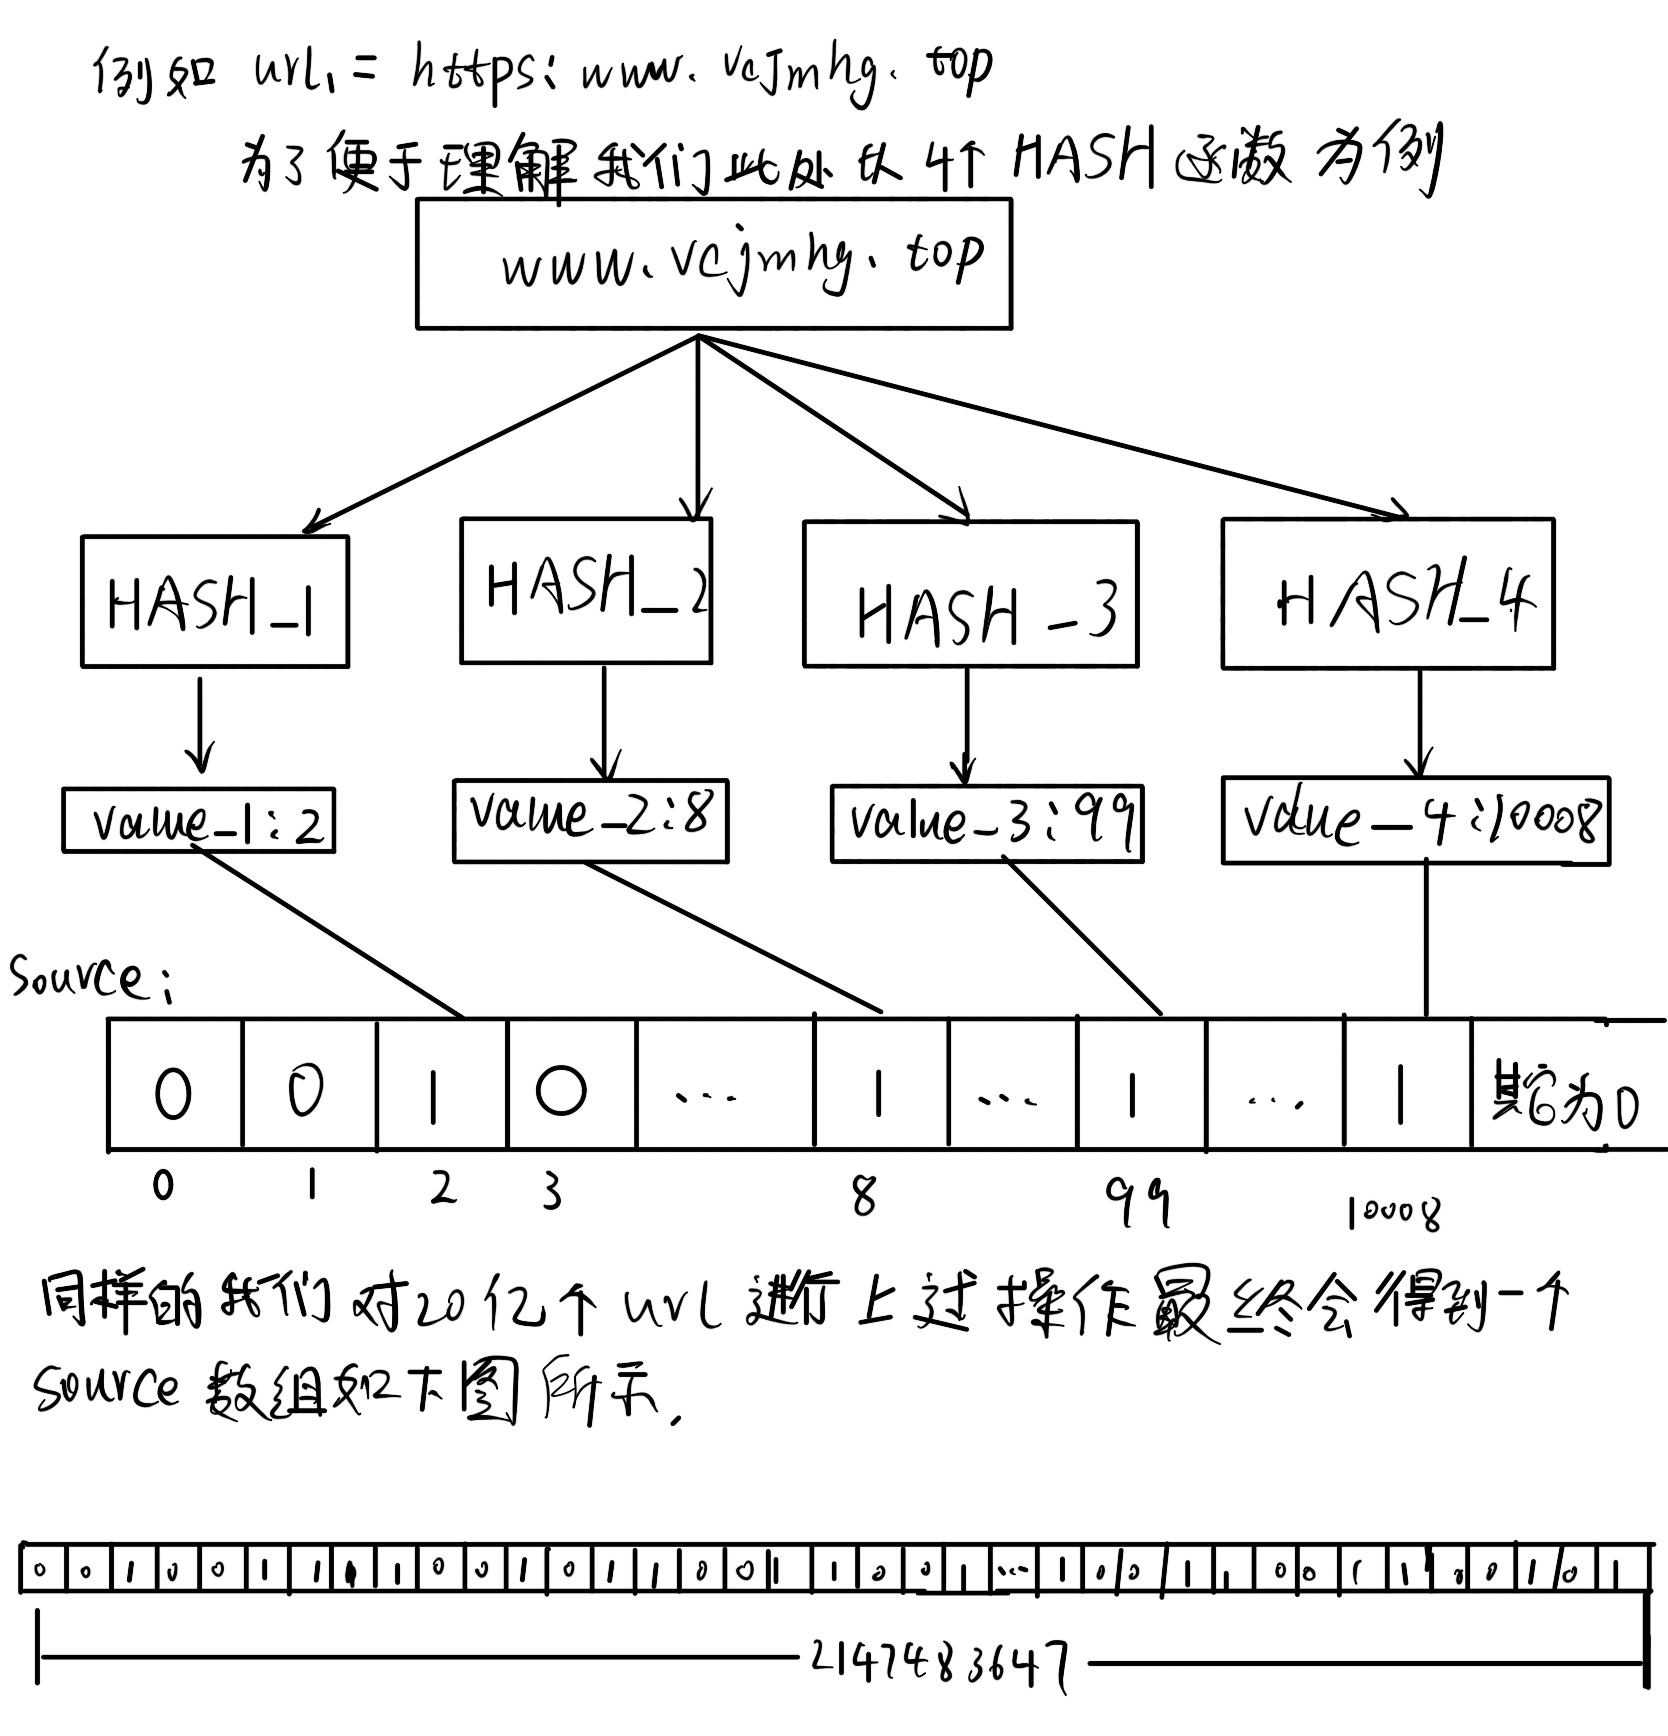 例如 url1 = https: www.vcjmhg.top
为了便于理解我们此处以4个HASH函数为例
www.vcjmhg.top
HASH_1 HASH_2 HASH_3 HASH_4
value_1:2 value_2:8 value_3:99 value_4:10008
Source:
0 0 1 0 ... 1 ... 1 ... 1 其它为0
0 1 2 3 8 99 10008
同样的我们对20亿个url进行上过操作最终会得到一个
source数组如下图所示.
0 0 1 0 0 1 1 1 1 0 0 1 0 1 1 0 0 1 1 0 0 1 ... 1 0 / 0 / 1 1 0 0 1 1 0 0 1 / 0 1
2147483647